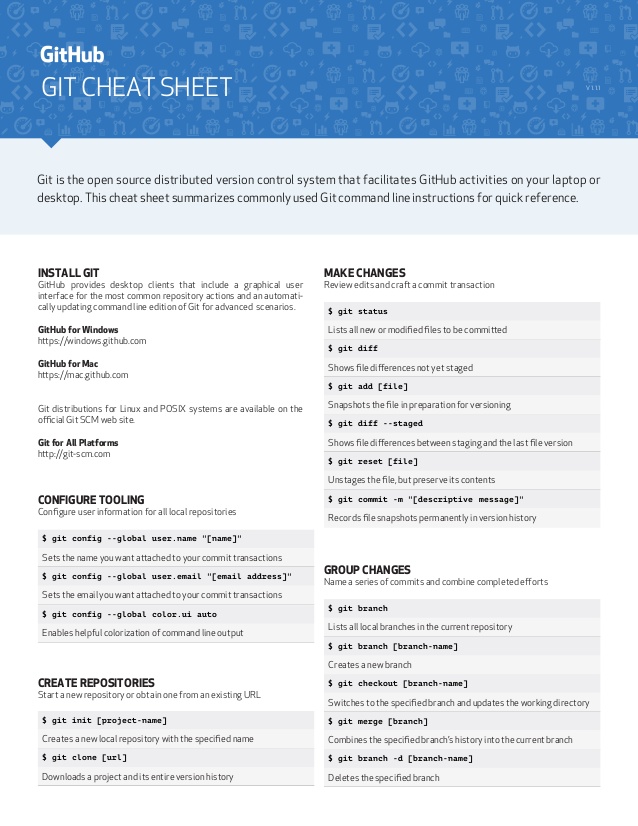 GitHub
GIT CHEAT SHEET
V 1.1.1
Git is the open source distributed version control system that facilitates GitHub activities on your laptop or
desktop. This cheat sheet summarizes commonly used Git command line instructions for quick reference.
INSTALL GIT
GitHub provides desktop clients that include a graphical user
interface for the most common repository actions and an automati-
cally updating command line edition of Git for advanced scenarios.
GitHub for Windows
https://windows.github.com
GitHub for Mac
https://mac.github.com
Git distributions for Linux and POSIX systems are available on the
official Git SCM web site.
Git for All Platforms
http://git-scm.com
CONFIGURE TOOLING
Configure user information for all local repositories
$ git config --global user.name "[name]"
Sets the name you want attached to your commit transactions
$ git config --global user.email "[email address]"
Sets the email you want attached to your commit transactions
$ git config --global color.ui auto
Enables helpful colorization of command line output
CREATE REPOSITORIES
Start a new repository or obtain one from an existing URL
$ git init [project-name]
Creates a new local repository with the specified name
$ git clone [url]
Downloads a project and its entire version history
MAKE CHANGES
Review edits and craft a commit transaction
$ git status
Lists all new or modified files to be committed
$ git diff
Shows file differences not yet staged
$ git add [file]
Snapshots the file in preparation for versioning
$ git diff --staged
Shows file differences between staging and the last file version
$ git reset [file]
Unstages the file, but preserve its contents
$ git commit -m "[descriptive message]"
Records file snapshots permanently in version history
GROUP CHANGES
Name a series of commits and combine completed efforts
$ git branch
Lists all local branches in the current repository
$ git branch [branch-name]
Creates a new branch
$ git checkout [branch-name]
Switches to the specified branch and updates the working directory
$ git merge [branch]
Combines the specified branch's history into the current branch
$ git branch -d [branch-name]
Deletes the specified branch